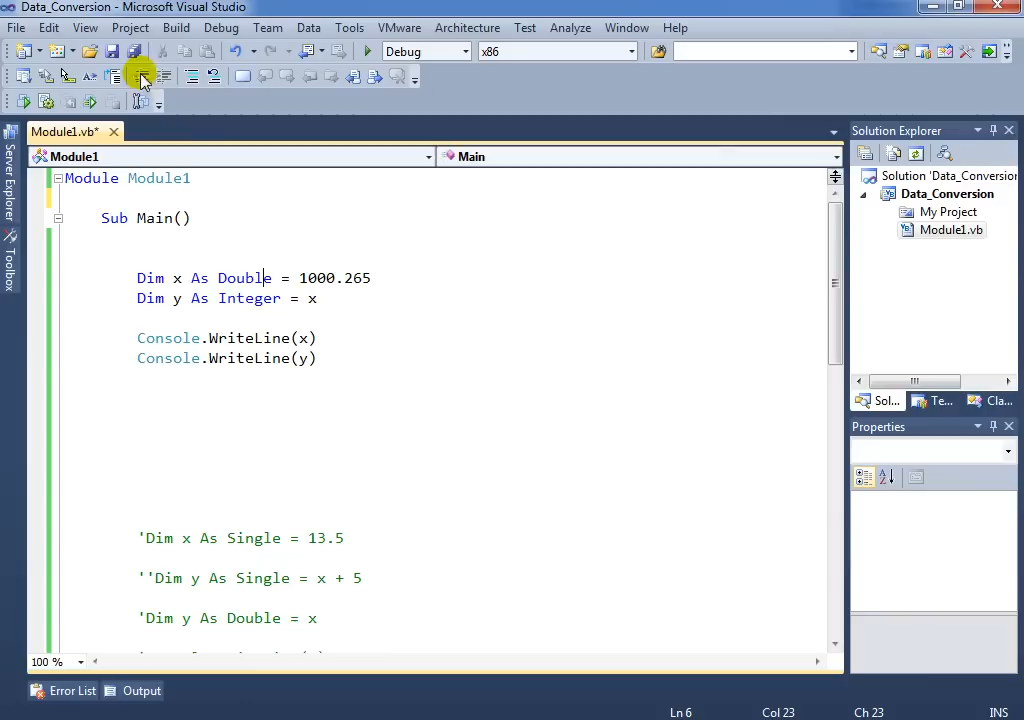 Data_Conversion - Microsoft Visual Studio
File Edit View Project Build Debug Team Data Tools VMware Architecture Test Analyze Window Help
Debug x86
Module1.vb*
Module1 Main
Server Explorer
Toolbox
Module Module1
Sub Main()
Dim x As Double = 1000.265
Dim y As Integer = x
Console.WriteLine(x)
Console.WriteLine(y)
'Dim x As Single = 13.5
''Dim y As Single = x + 5
'Dim y As Double = x
100 %
Solution Explorer
Solution 'Data_Conversion
Data_Conversion
My Project
Module1.vb
Sol... Te... Cla...
Properties
Error List Output
Ln 6 Col 23 Ch 23 INS